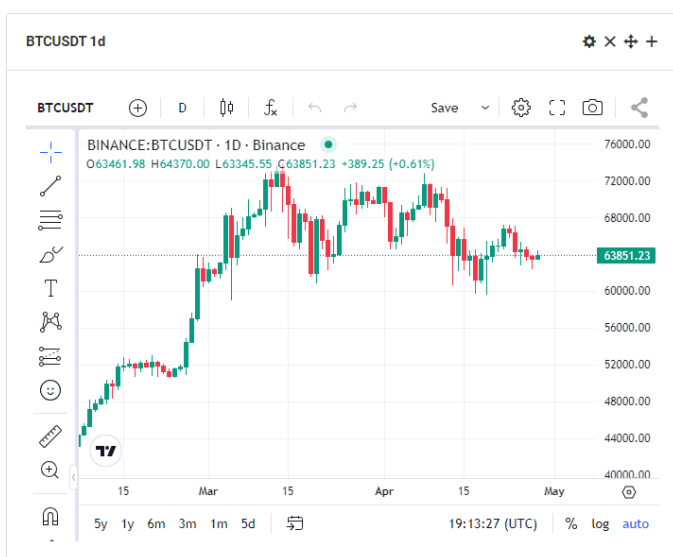 BTCUSDT 1d
BTCUSDT D Save
BINANCE:BTCUSDT · 1D · Binance
O63461.98 H64370.00 L63345.55 C63851.23 +389.25 (+0.61%)
76000.00
72000.00
68000.00
63851.23
60000.00
56000.00
52000.00
48000.00
44000.00
40000.00
15 Mar 15 Apr 15 May
5y 1y 6m 3m 1m 5d 19:13:27 (UTC) % log auto